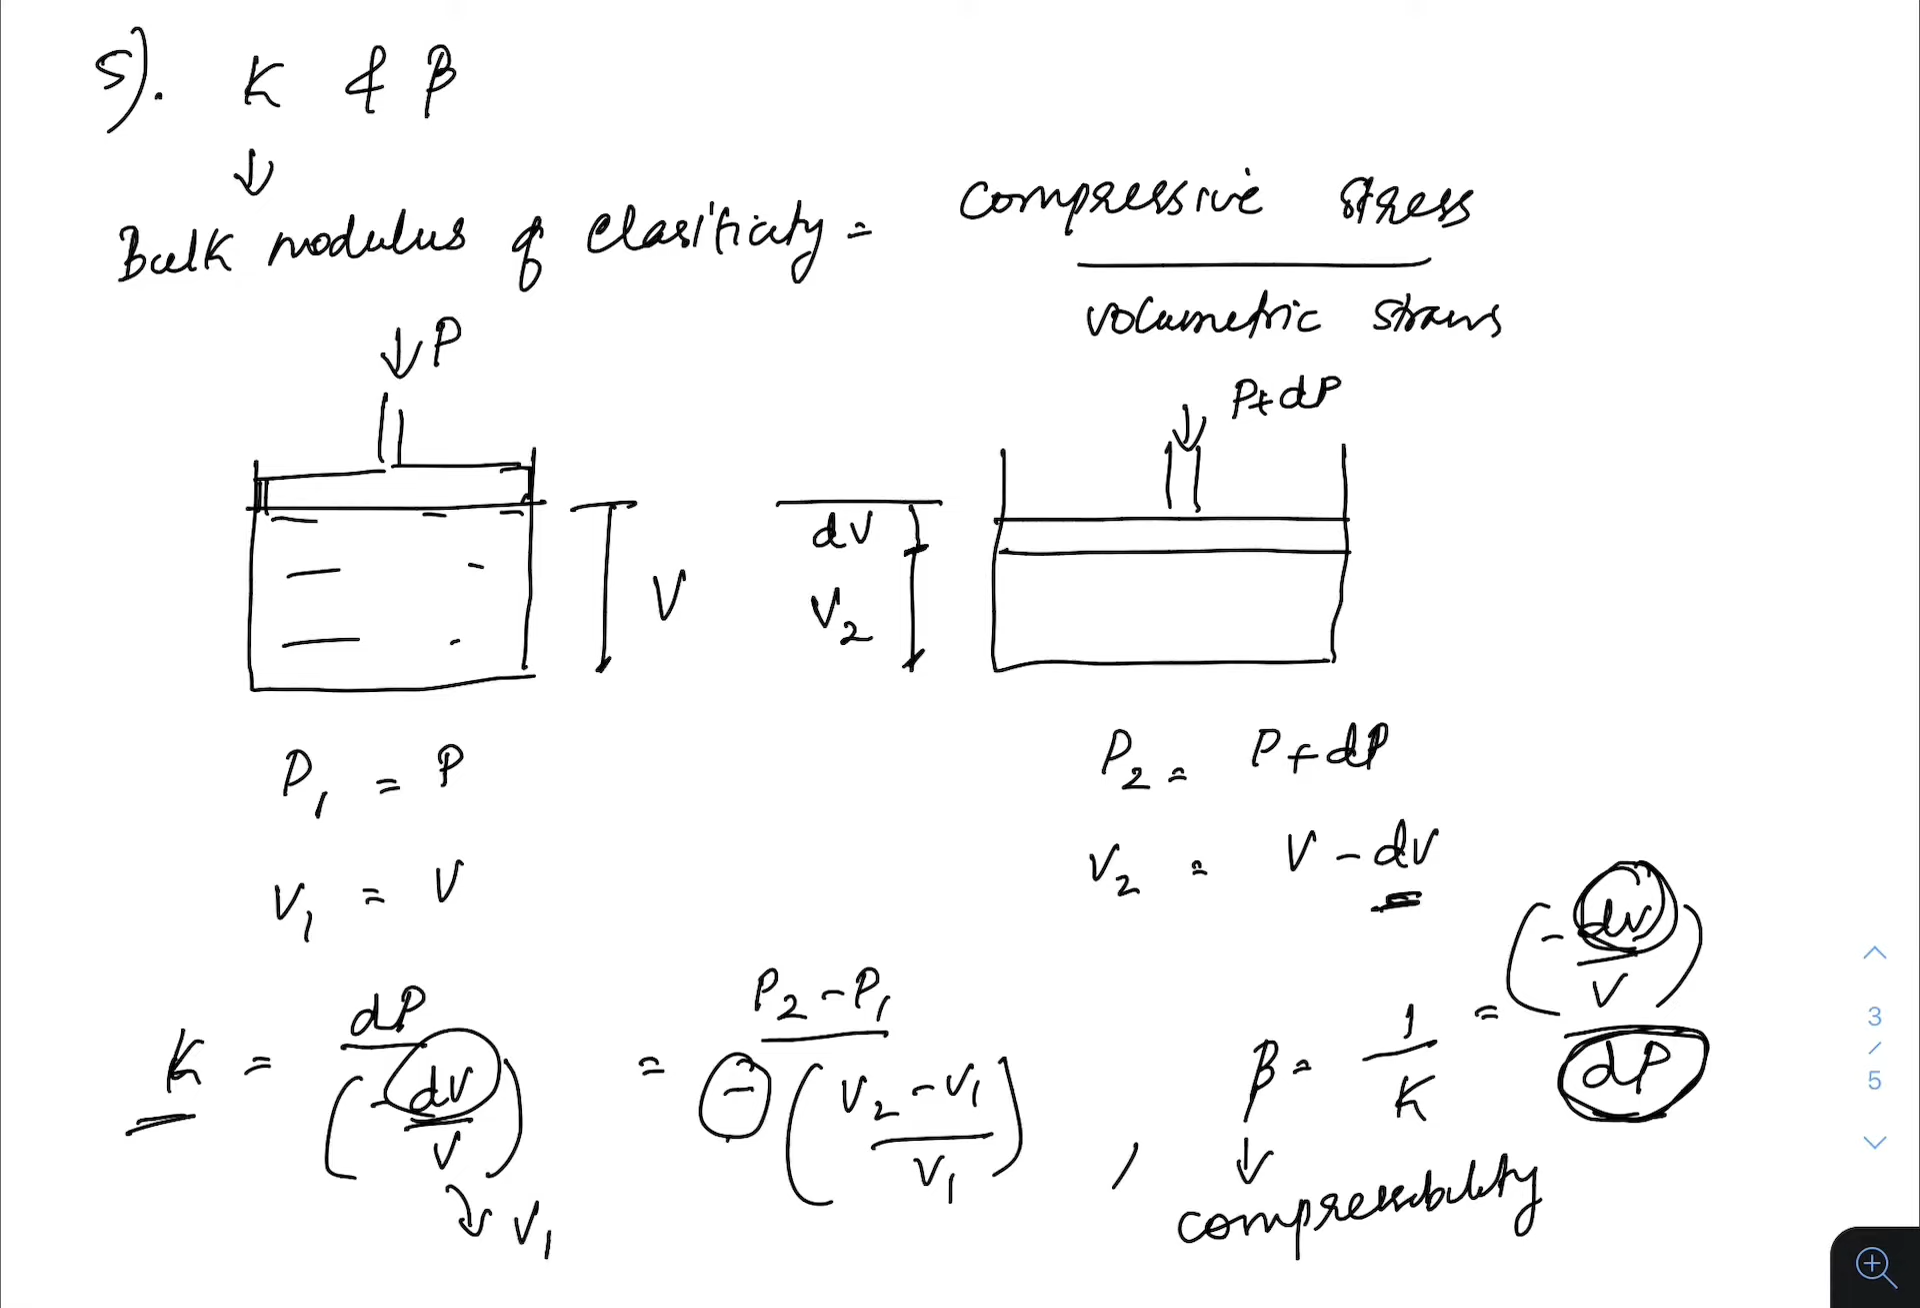 5). K & β
↓
Bulk modulus of elasticity = compressive stress / volumetric strain
↓P
P+dP
V
dV
V₂
P₁ = P
P₂ = P+dP
V₁ = V
V₂ = V - dV
K = dP / (-dV/V) = P₂-P₁ / -(V₂-V₁ / V₁) , β = 1/K = (-dV/V) / dP
↓ V₁
↓
compressibility
3
/
5